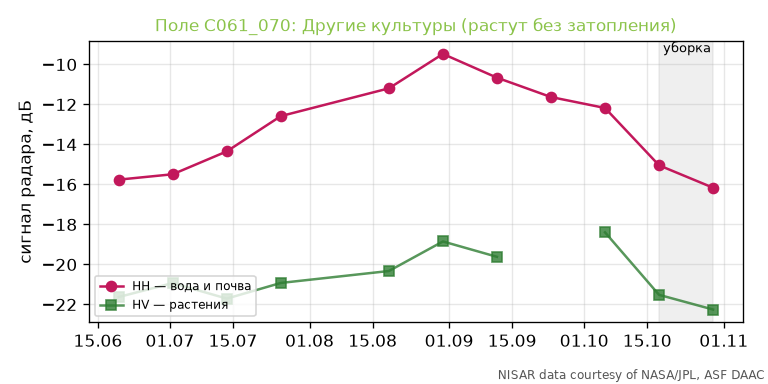 Поле C061_070: Другие культуры (растут без затопления)
уборка
сигнал радара, дБ
−10
−12
−14
−16
−18
−20
−22
HH — вода и почва
HV — растения
15.06 01.07 15.07 01.08 15.08 01.09 15.09 01.10 15.10 01.11
NISAR data courtesy of NASA/JPL, ASF DAAC